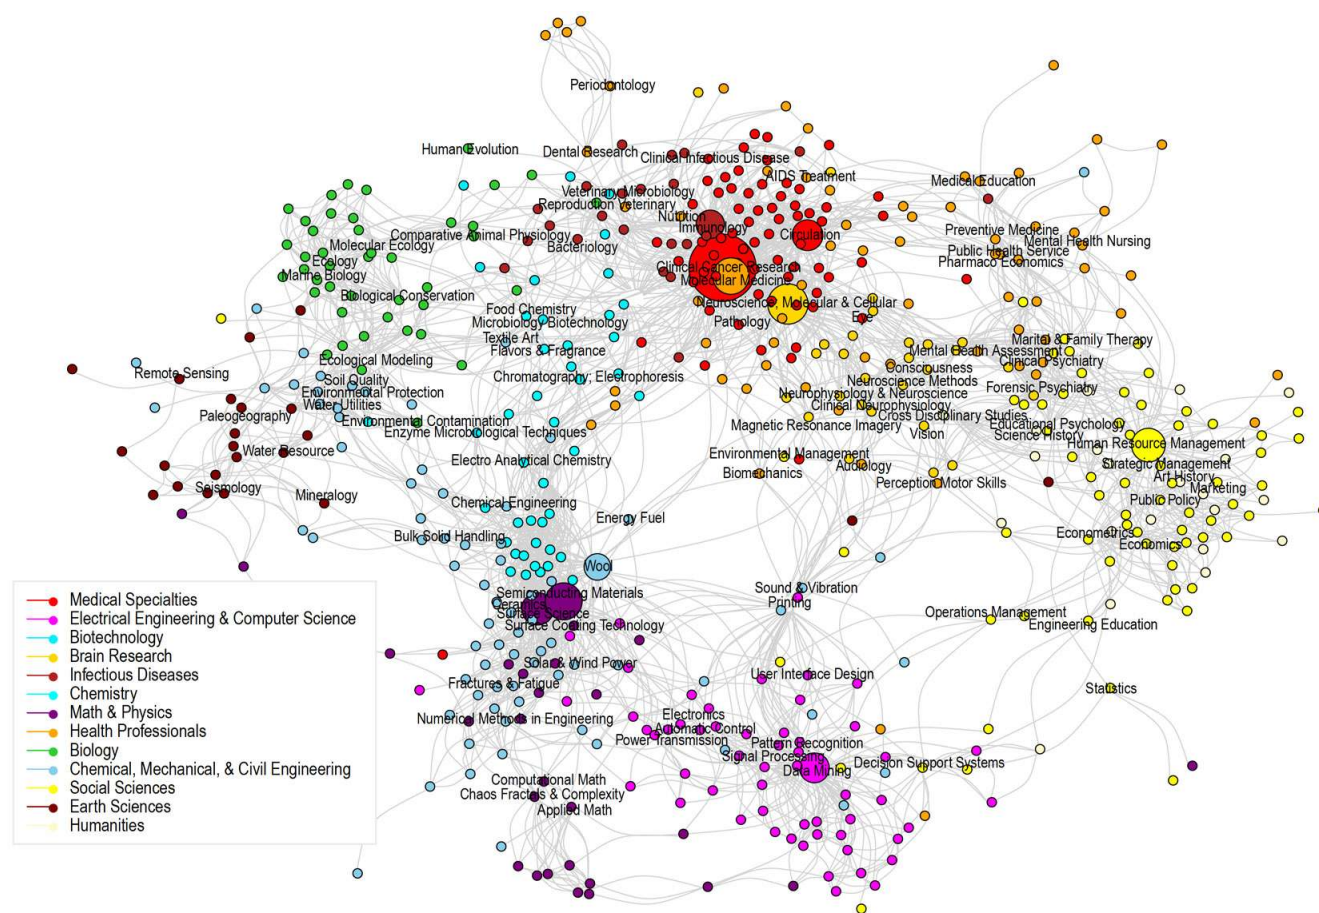 Periodontology
Human Evolution
Dental Research
Clinical Infectious Disease
AIDS Treatment
Medical Education
Veterinary Microbiology
Reproduction Veterinary
Nutrition
Immunology
Circulation
Comparative Animal Physiology
Bacteriology
Preventive Medicine
Mental Health Nursing
Public Health Service
Pharmaco Economics
Molecular Ecology
Ecology
Marine Biology
Clinical Cancer Research
Molecular Medicine
Biological Conservation
Neuroscience; Molecular & Cellular
Food Chemistry
Microbiology Biotechnology
Pathology
Eye
Textile Art
Flavors & Fragrance
Marital & Family Therapy
Mental Health Assessment
Clinical Psychiatry
Ecological Modeling
Consciousness
Remote Sensing
Soil Quality
Chromatography; Electrophoresis
Neuroscience Methods
Forensic Psychiatry
Environmental Protection
Neurophysiology & Neuroscience
Water Utilities
Clinical Neurophysiology
Paleogeography
Environmental Contamination
Cross Disciplinary Studies
Enzyme Microbiological Techniques
Magnetic Resonance Imagery
Educational Psychology
Vision
Science History
Human Resource Management
Water Resource
Environmental Management
Electro Analytical Chemistry
Biomechanics
Audiology
Strategic Management
Art History
Perception Motor Skills
Seismology
Marketing
Mineralogy
Public Policy
Chemical Engineering
Energy Fuel
Bulk Solid Handling
Econometrics
Economics
Wool
Sound & Vibration
Printing
Semiconducting Materials
Ceramics
Surface Science
Surface Coating Technology
Operations Management
Engineering Education
Solar & Wind Power
Fractures & Fatigue
User Interface Design
Statistics
Numerical Methods in Engineering
Electronics
Automatic Control
Power Transmission
Pattern Recognition
Signal Processing
Data Mining
Decision Support Systems
Computational Math
Chaos Fractals & Complexity
Applied Math
Medical Specialties
Electrical Engineering & Computer Science
Biotechnology
Brain Research
Infectious Diseases
Chemistry
Math & Physics
Health Professionals
Biology
Chemical, Mechanical, & Civil Engineering
Social Sciences
Earth Sciences
Humanities